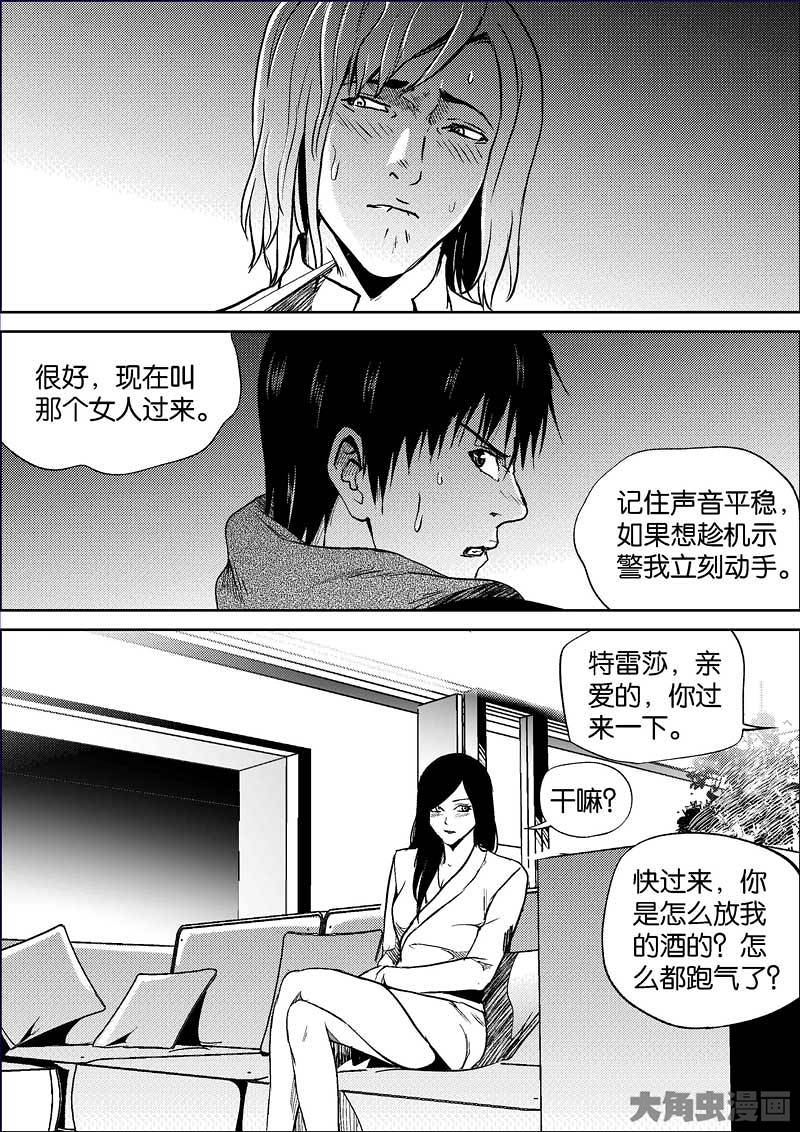 很好，现在叫
那个女人过来。
记住声音平稳，
如果想趁机示
警我立刻动手。
特雷莎，亲
爱的，你过
来一下。
干嘛？
快过来，你
是怎么放我
的酒的？怎
么都跑气了？
大角虫漫画